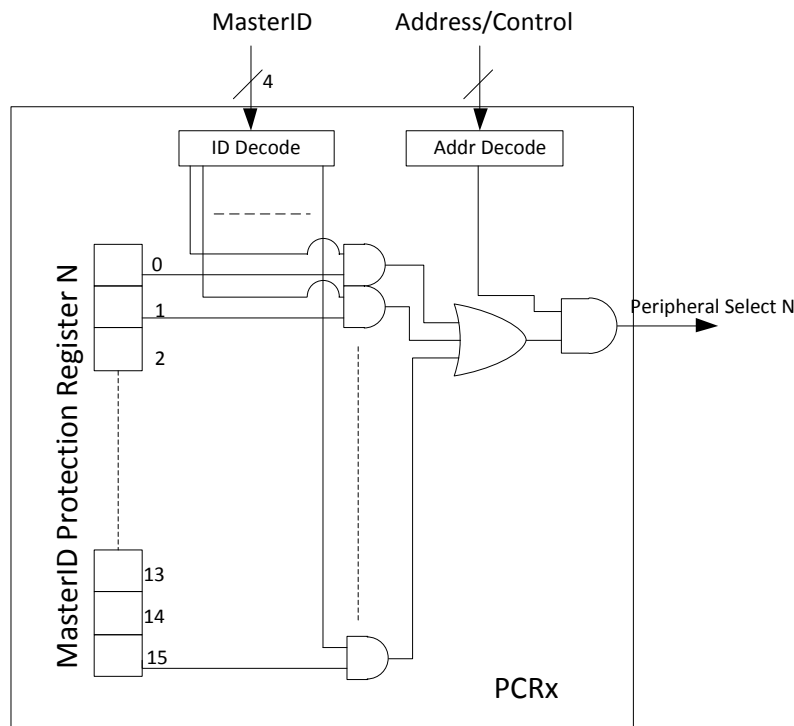 MasterID
Address/Control
4
ID Decode
Addr Decode
MasterID Protection Register N
0
1
2
13
14
15
Peripheral Select N
PCRx